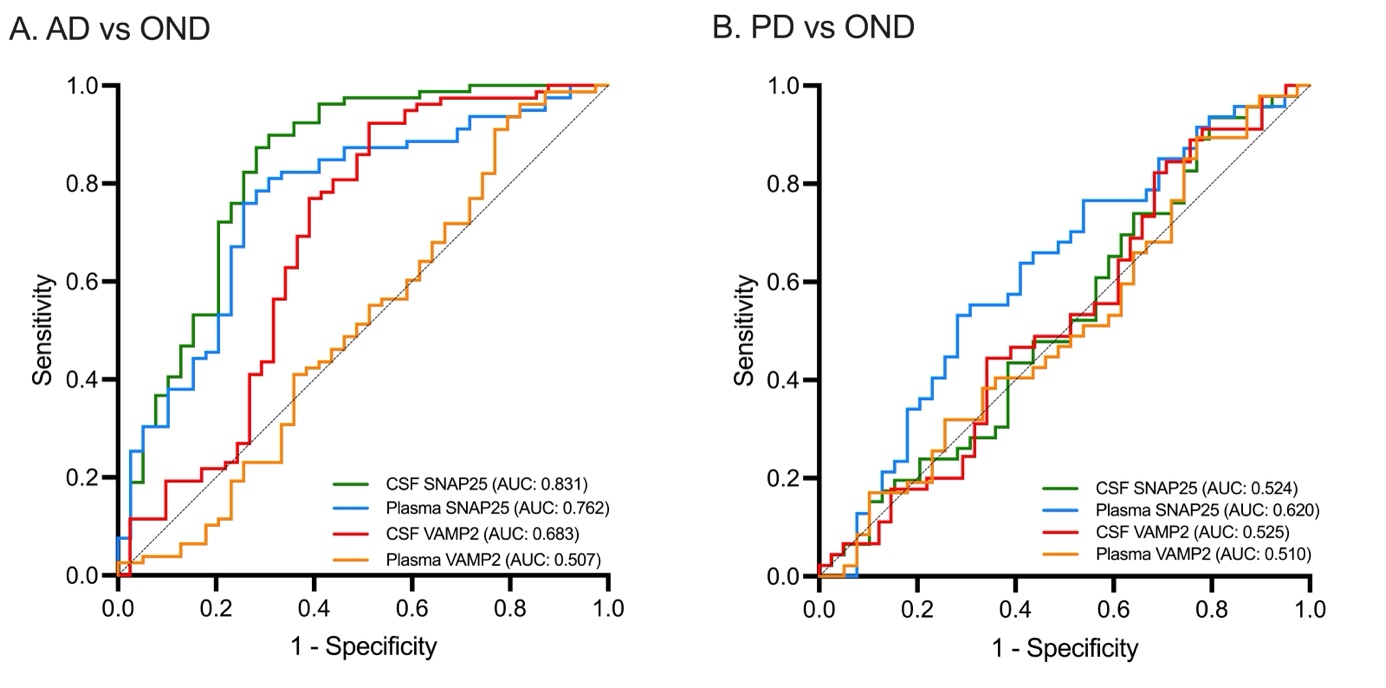 A. AD vs OND
1.0
0.8
0.6
0.4
0.2
0.0
Sensitivity
CSF SNAP25 (AUC: 0.831)
Plasma SNAP25 (AUC: 0.762)
CSF VAMP2 (AUC: 0.683)
Plasma VAMP2 (AUC: 0.507)
0.0 0.2 0.4 0.6 0.8 1.0
1 - Specificity
B. PD vs OND
1.0
0.8
0.6
0.4
0.2
0.0
Sensitivity
CSF SNAP25 (AUC: 0.524)
Plasma SNAP25 (AUC: 0.620)
CSF VAMP2 (AUC: 0.525)
Plasma VAMP2 (AUC: 0.510)
0.0 0.2 0.4 0.6 0.8 1.0
1 - Specificity